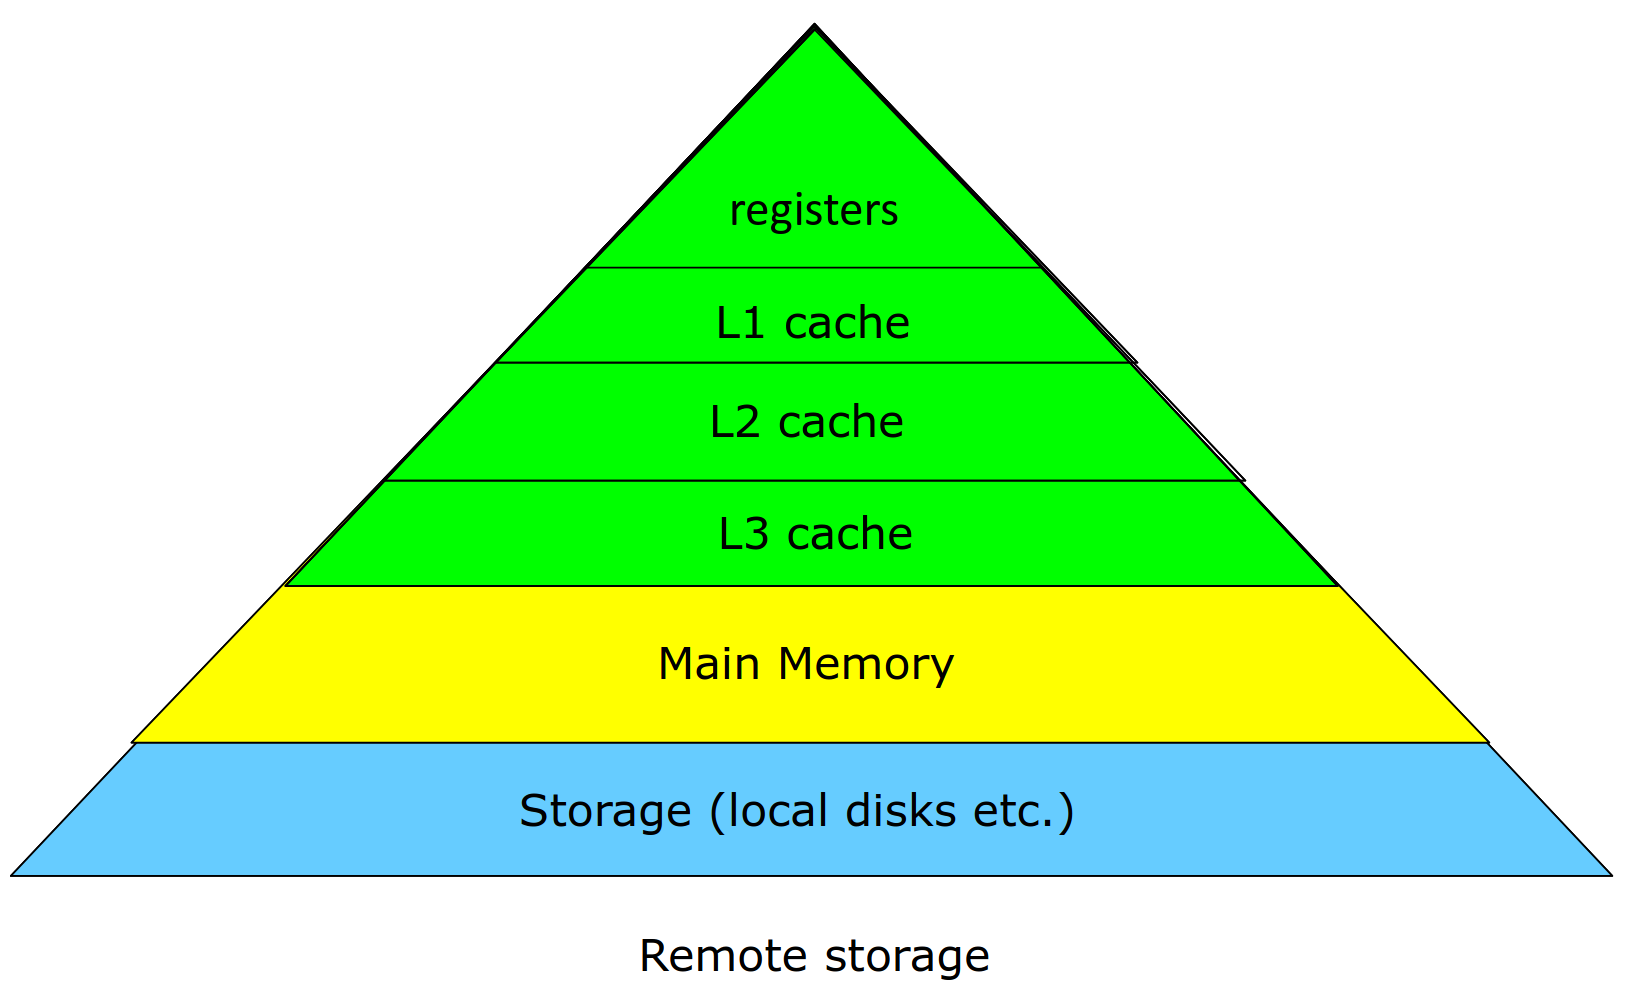 registers
L1 cache
L2 cache
L3 cache
Main Memory
Storage (local disks etc.)
Remote storage